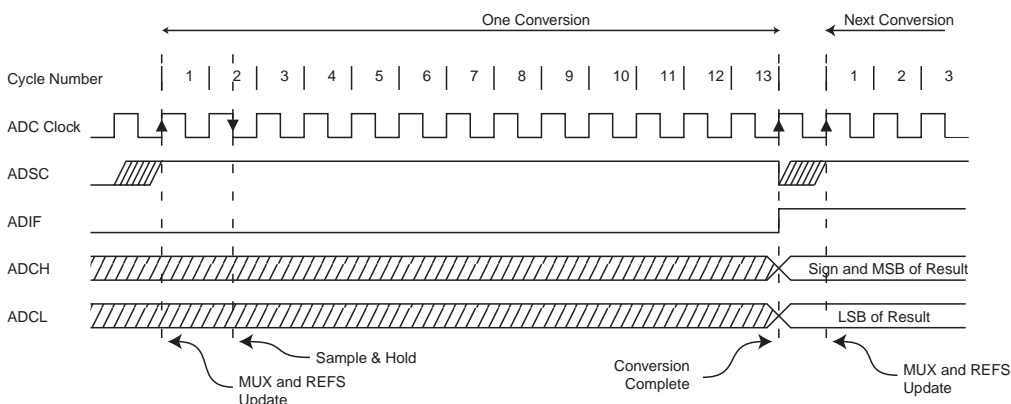 One Conversion
Next Conversion
Cycle Number
1 2 3 4 5 6 7 8 9 10 11 12 13 1 2 3
ADC Clock
ADSC
ADIF
ADCH
Sign and MSB of Result
ADCL
LSB of Result
Sample & Hold
MUX and REFS
Update
Conversion
Complete
MUX and REFS
Update